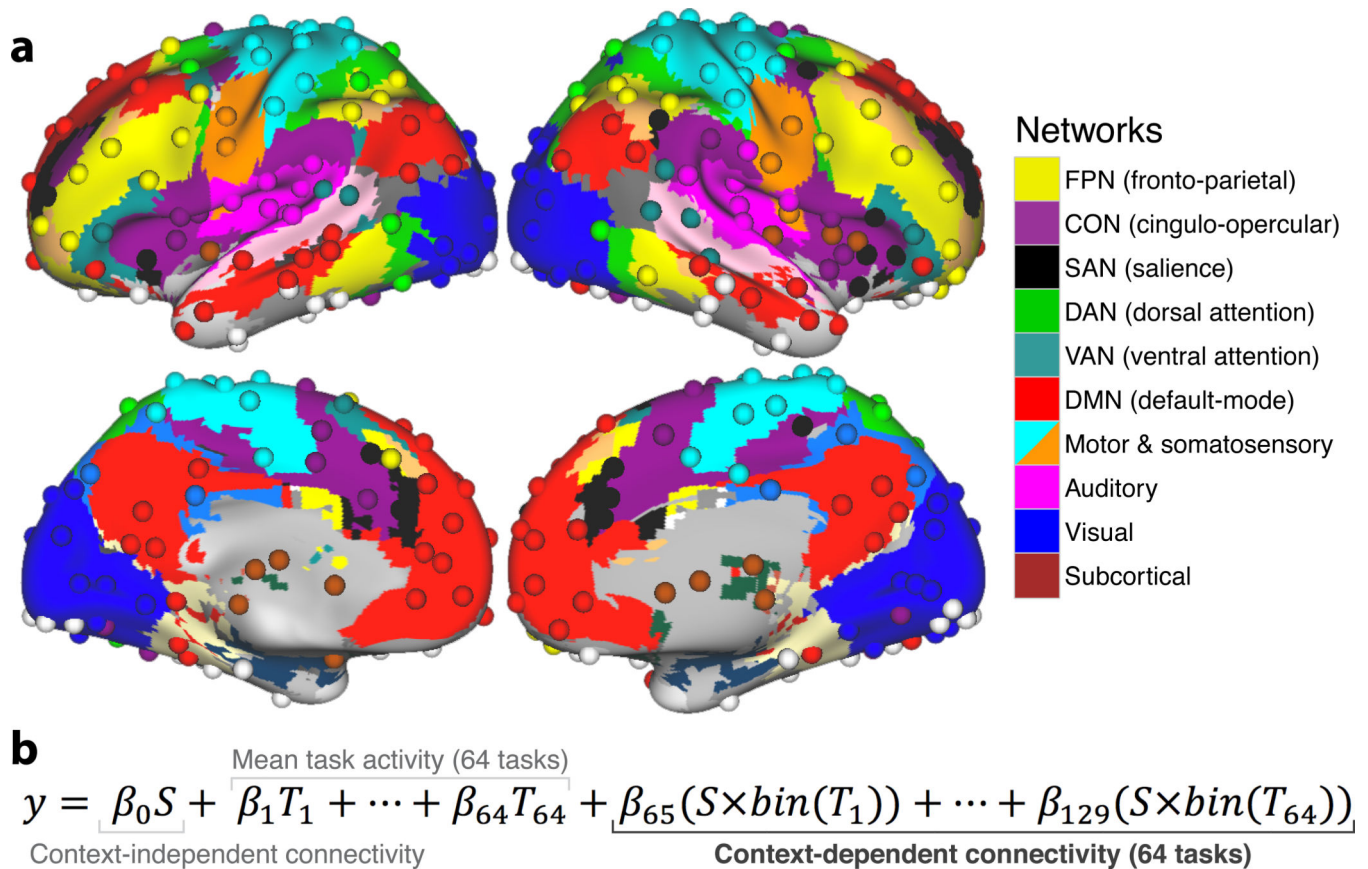 a
Networks
FPN (fronto-parietal)
CON (cingulo-opercular)
SAN (salience)
DAN (dorsal attention)
VAN (ventral attention)
DMN (default-mode)
Motor & somatosensory
Auditory
Visual
Subcortical
b
Mean task activity (64 tasks)
y = β₀S + β₁T₁ + ⋯ + β₆₄T₆₄ + β₆₅(S×bin(T₁)) + ⋯ + β₁₂₉(S×bin(T₆₄))
Context-independent connectivity
Context-dependent connectivity (64 tasks)